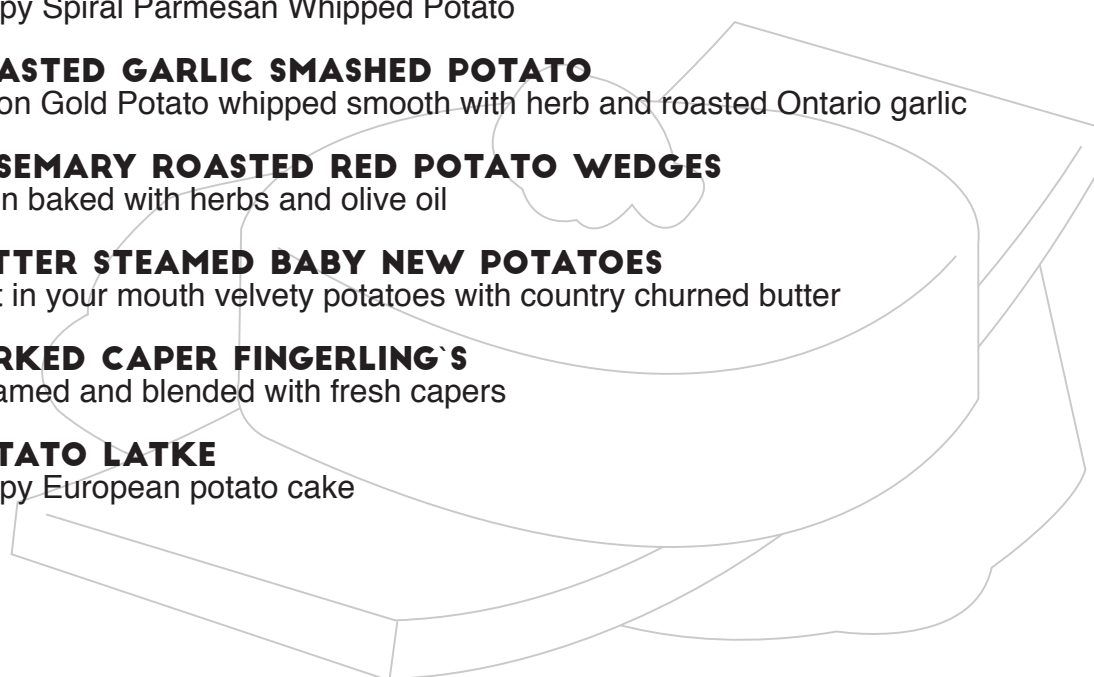 py Spiral Parmesan Whipped Potato
ASTED GARLIC SMASHED POTATO
on Gold Potato whipped smooth with herb and roasted Ontario garlic
SEMARY ROASTED RED POTATO WEDGES
n baked with herbs and olive oil
TTER STEAMED BABY NEW POTATOES
t in your mouth velvety potatoes with country churned butter
RKED CAPER FINGERLING`S
amed and blended with fresh capers
TATO LATKE
py European potato cake